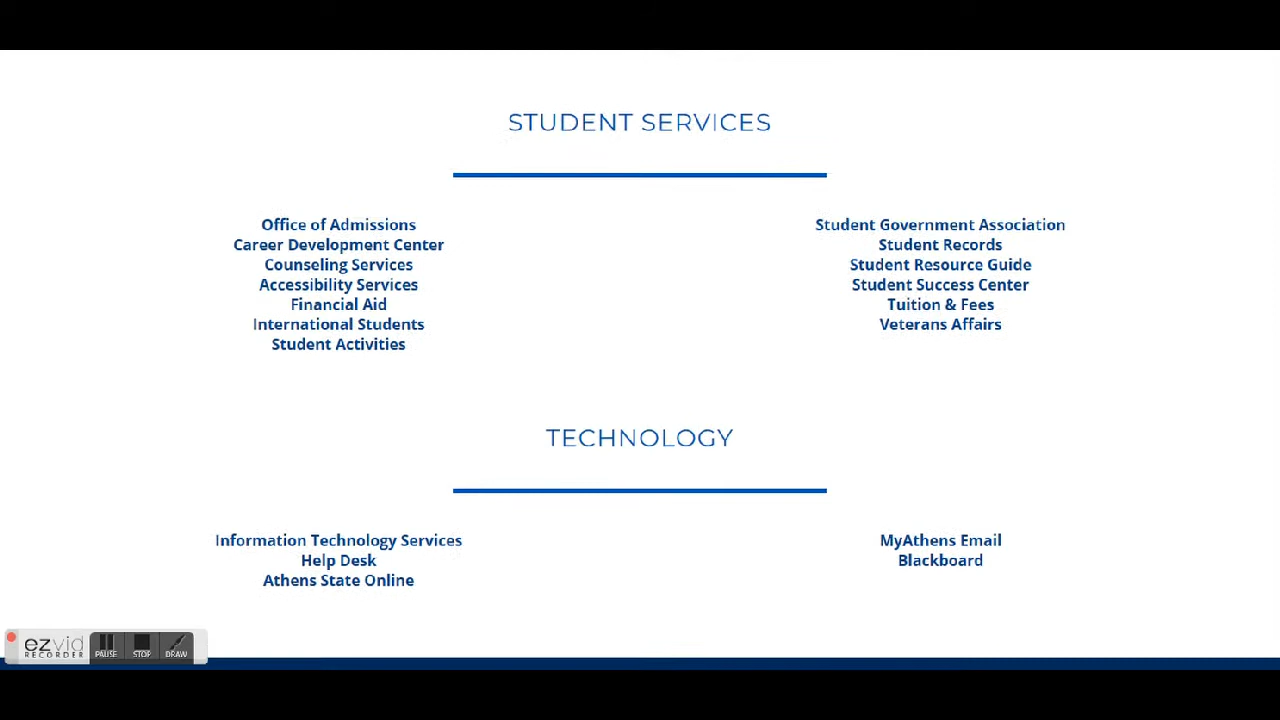 STUDENT SERVICES
Office of Admissions
Career Development Center
Counseling Services
Accessibility Services
Financial Aid
International Students
Student Activities
Student Government Association
Student Records
Student Resource Guide
Student Success Center
Tuition & Fees
Veterans Affairs
TECHNOLOGY
Information Technology Services
Help Desk
Athens State Online
MyAthens Email
Blackboard
ezvid
RECORDER
PAUSE
STOP
DRAW